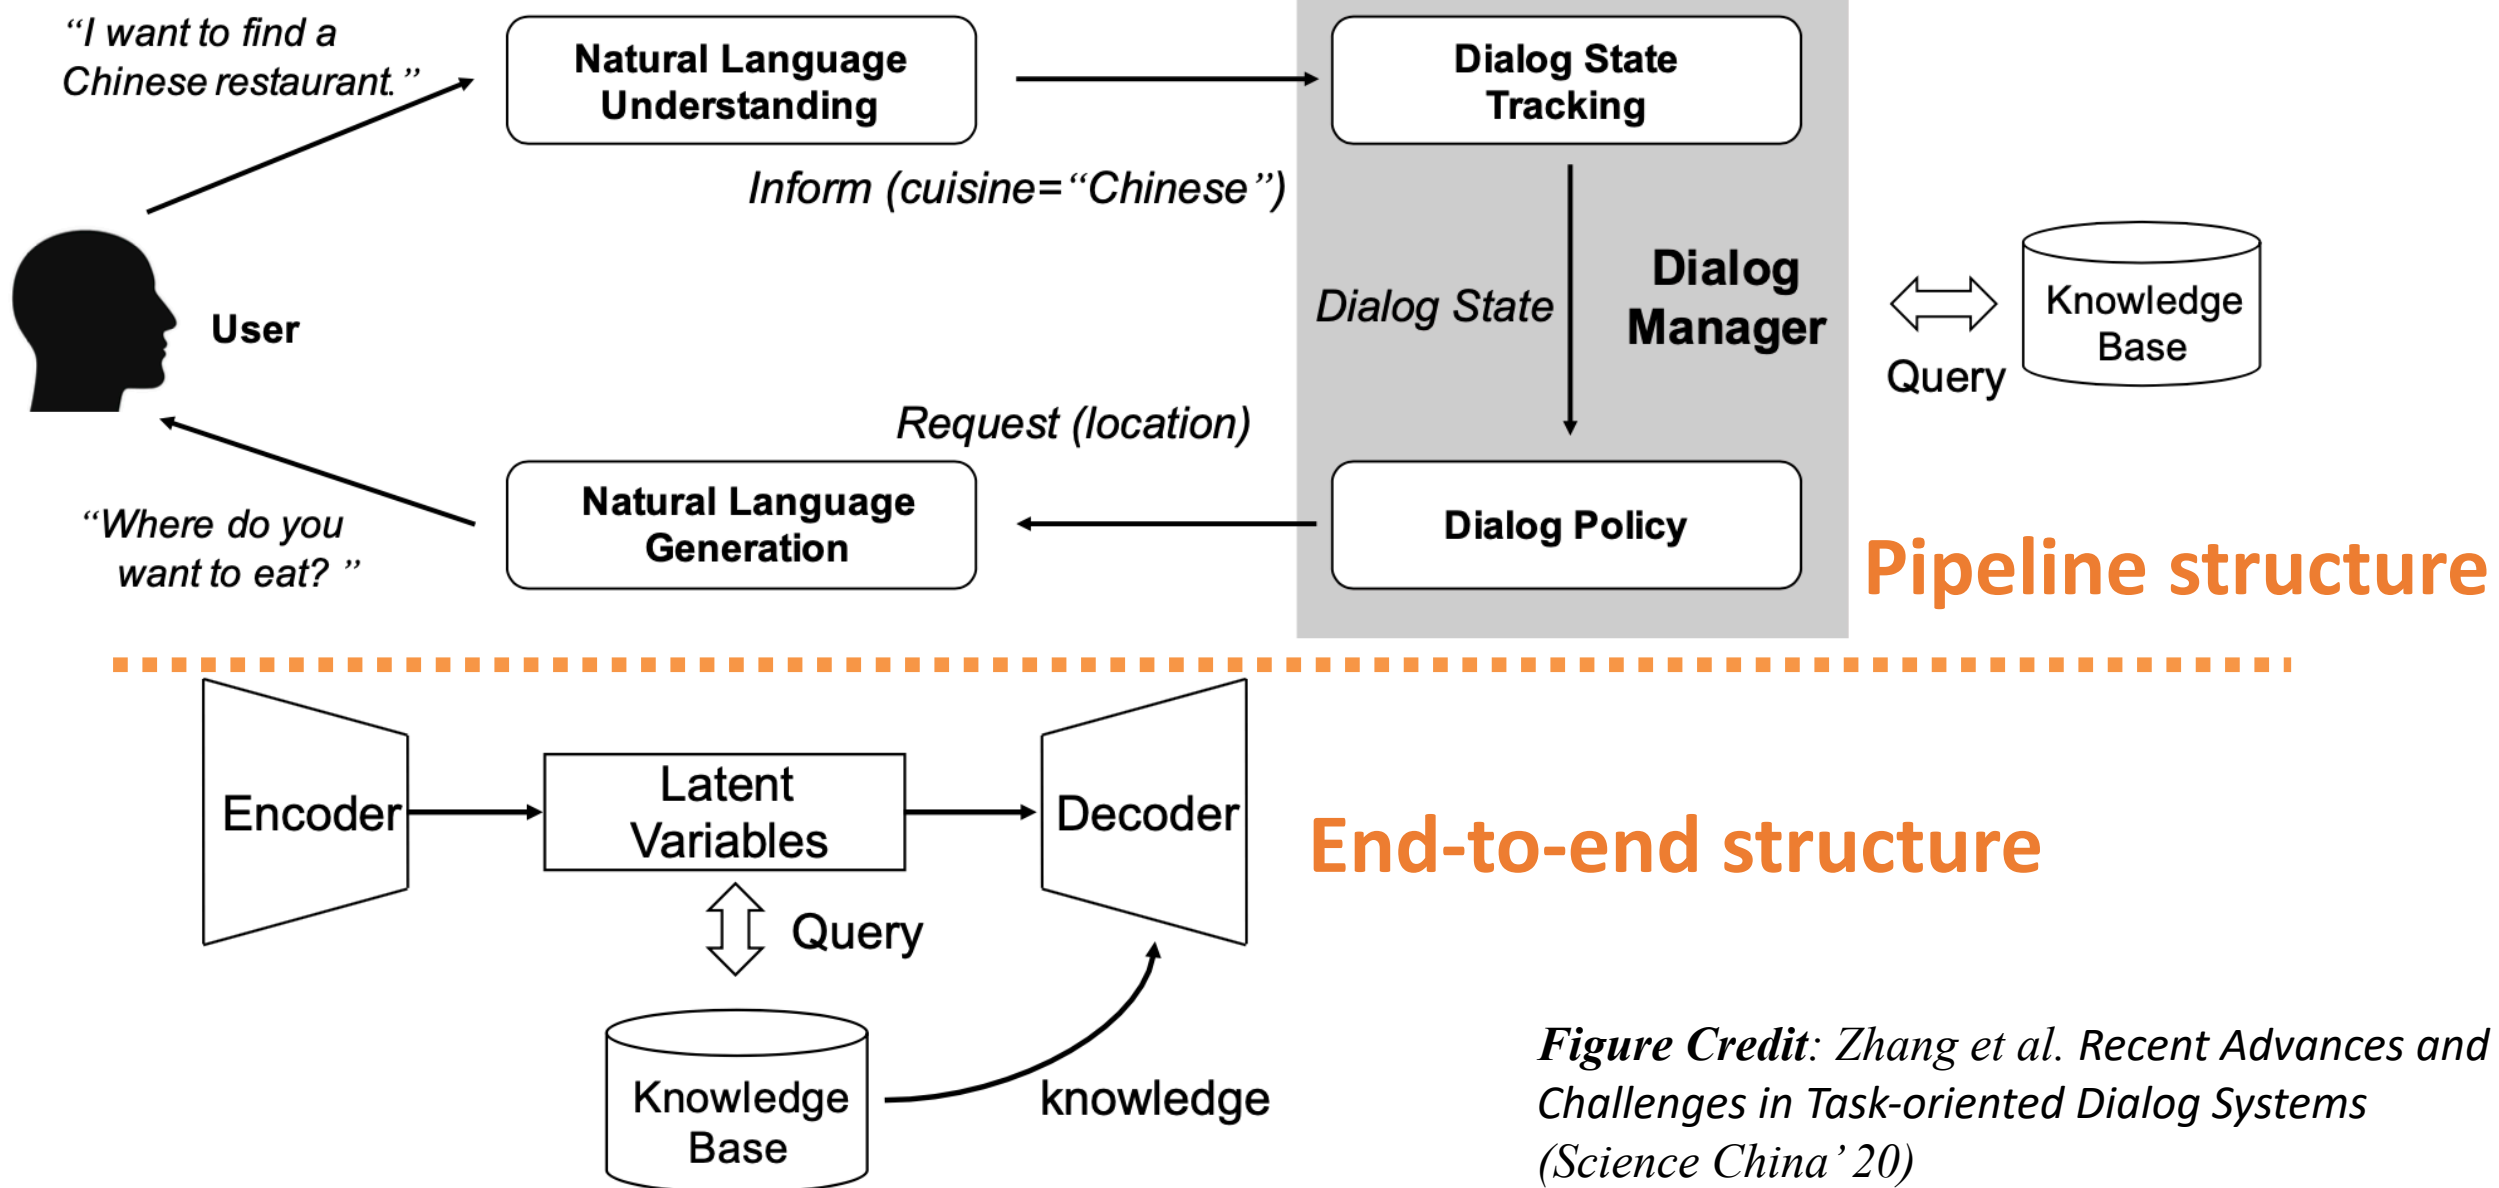 “I want to find a
Chinese restaurant.”
Natural Language
Understanding
Dialog State
Tracking
Inform (cuisine=“Chinese”)
User
Dialog State
Dialog
Manager
Knowledge
Base
Query
Request (location)
“Where do you
want to eat? ”
Natural Language
Generation
Dialog Policy
Pipeline structure
Encoder
Latent
Variables
Decoder
End-to-end structure
Query
Knowledge
Base
knowledge
Figure Credit: Zhang et al. Recent Advances and
Challenges in Task-oriented Dialog Systems
(Science China’ 20)